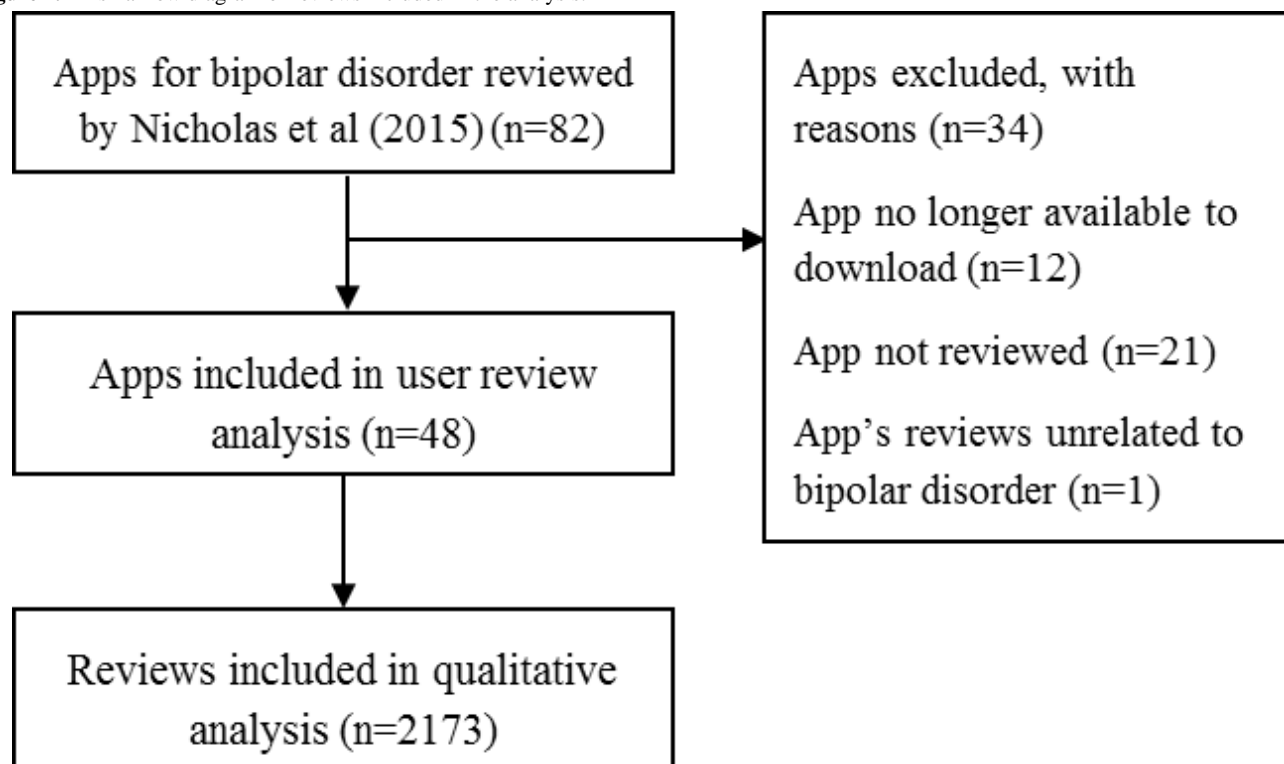 Apps for bipolar disorder reviewed
by Nicholas et al (2015) (n=82)
Apps excluded, with
reasons (n=34)
App no longer available to
download (n=12)
App not reviewed (n=21)
App's reviews unrelated to
bipolar disorder (n=1)
Apps included in user review
analysis (n=48)
Reviews included in qualitative
analysis (n=2173)